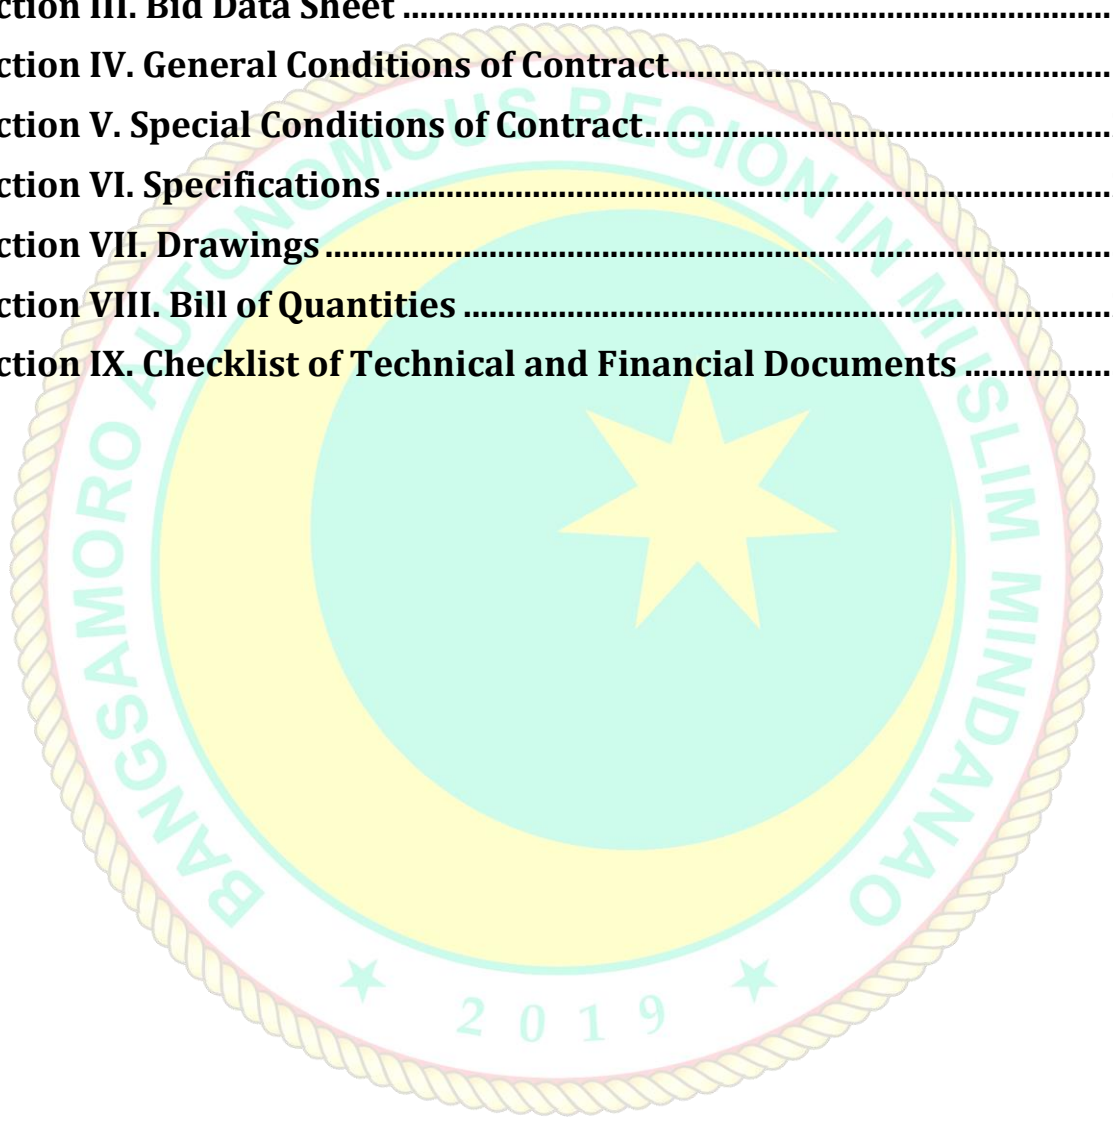 ction III. Bid Data Sheet ....................................................................................
ction IV. General Conditions of Contract....................................................
ction V. Special Conditions of Contract.......................................................
ction VI. Specifications.......................................................................................
ction VII. Drawings..............................................................................................
ction VIII. Bill of Quantities ..............................................................................
ction IX. Checklist of Technical and Financial Documents .................
BANGSAMORO AUTONOMOUS REGION IN MUSLIM MINDANAO
2019